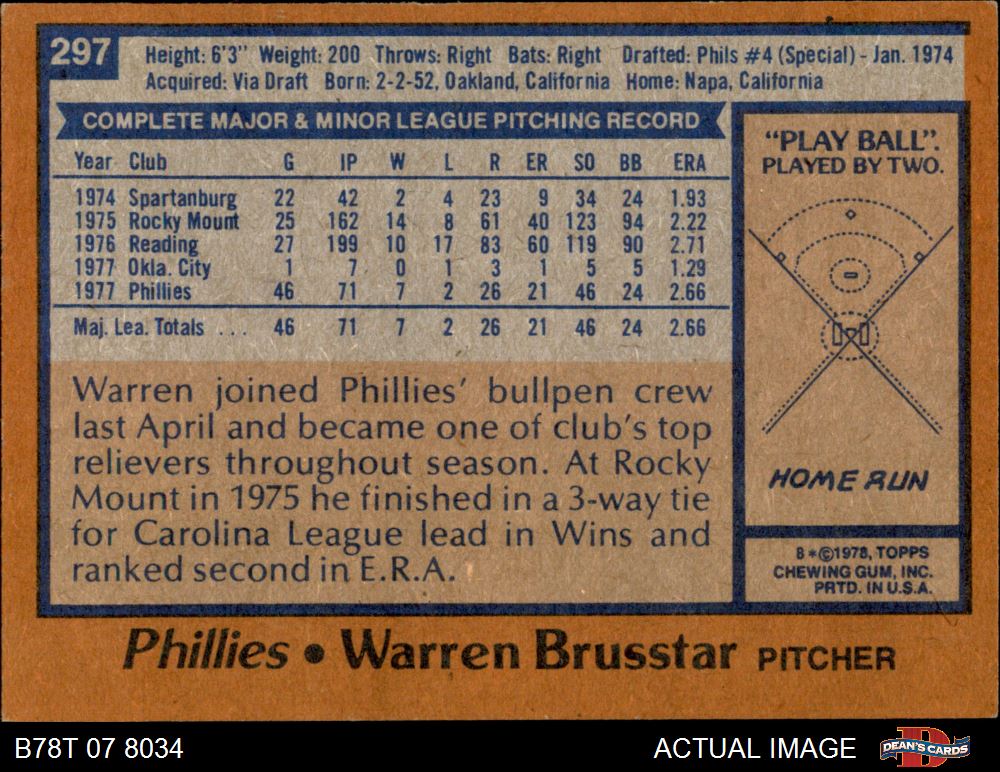 297
Height: 6'3" Weight: 200 Throws: Right Bats: Right Drafted: Phils #4 (Special) - Jan. 1974
Acquired: Via Draft Born: 2-2-52, Oakland, California Home: Napa, California
COMPLETE MAJOR & MINOR LEAGUE PITCHING RECORD
Year Club G IP W L R ER SO BB ERA
1974 Spartanburg 22 42 2 4 23 9 34 24 1.93
1975 Rocky Mount 25 162 14 8 61 40 123 94 2.22
1976 Reading 27 199 10 17 83 60 119 90 2.71
1977 Okla. City 1 7 0 1 3 1 5 5 1.29
1977 Phillies 46 71 7 2 26 21 46 24 2.66
Maj. Lea. Totals . . . 46 71 7 2 26 21 46 24 2.66
Warren joined Phillies' bullpen crew
last April and became one of club's top
relievers throughout season. At Rocky
Mount in 1975 he finished in a 3-way tie
for Carolina League lead in Wins and
ranked second in E.R.A.
"PLAY BALL".
PLAYED BY TWO.
HOME RUN
8*©1978, TOPPS
CHEWING GUM, INC.
PRTD. IN U.S.A.
Phillies • Warren Brusstar PITCHER
B78T 07 8034
ACTUAL IMAGE
D
DEAN'S CARDS